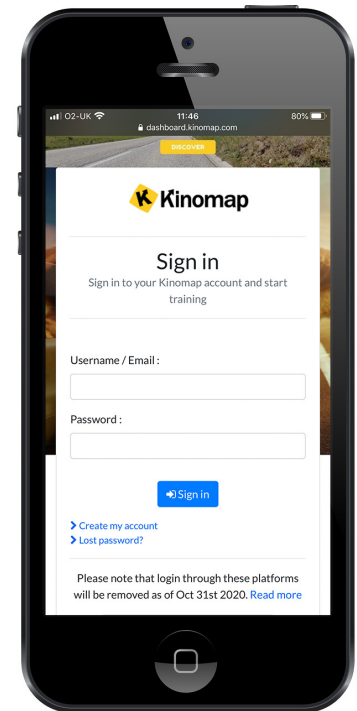 O2-UK 11:46 80%
dashboard.kinomap.com
DISCOVER
Kinomap
Sign in
Sign in to your Kinomap account and start
training
Username / Email :
Password :
Sign in
Create my account
Lost password?
Please note that login through these platforms
will be removed as of Oct 31st 2020. Read more